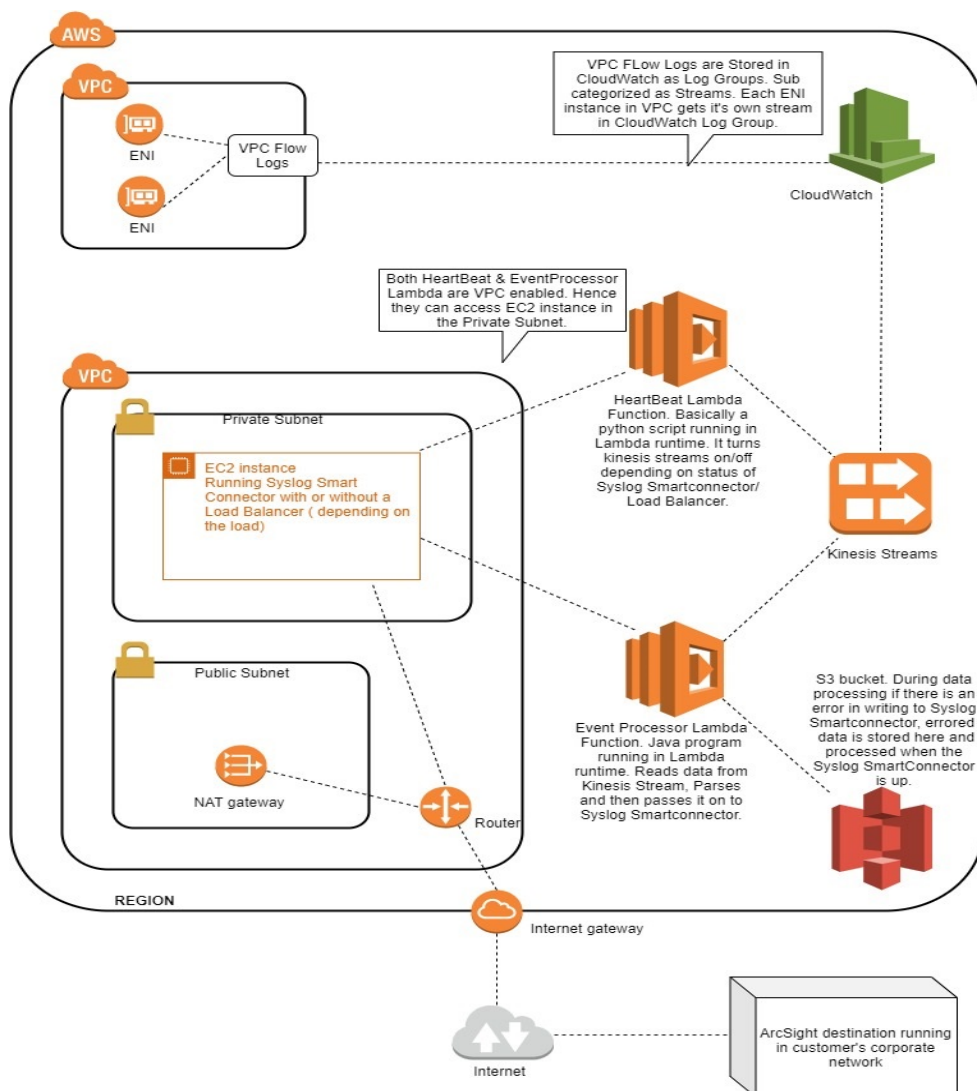 AWS
VPC
ENI
ENI
VPC Flow
Logs
VPC FLow Logs are Stored in
CloudWatch as Log Groups. Sub
categorized as Streams. Each ENI
instance in VPC gets it's own stream
in CloudWatch Log Group.
CloudWatch
Both HeartBeat & EventProcessor
Lambda are VPC enabled. Hence
they can access EC2 instance in
the Private Subnet.
VPC
Private Subnet
EC2 instance
Running Syslog Smart
Connector with or without a
Load Balancer ( depending on
the load)
HeartBeat Lambda
Function. Basically a
python script running in
Lambda runtime. It turns
kinesis streams on/off
depending on status of
Syslog Smartconnector/
Load Balancer.
Kinesis Streams
Public Subnet
NAT gateway
Router
Event Processor Lambda
Function. Java program
running in Lambda
runtime. Reads data from
Kinesis Stream, Parses
and then passes it on to
Syslog Smartconnector.
S3 bucket. During data
processing if there is an
error in writing to Syslog
Smartconnector, errored
data is stored here and
processed when the
Syslog SmartConnector
is up.
REGION
Internet gateway
Internet
ArcSight destination running
in customer's corporate
network